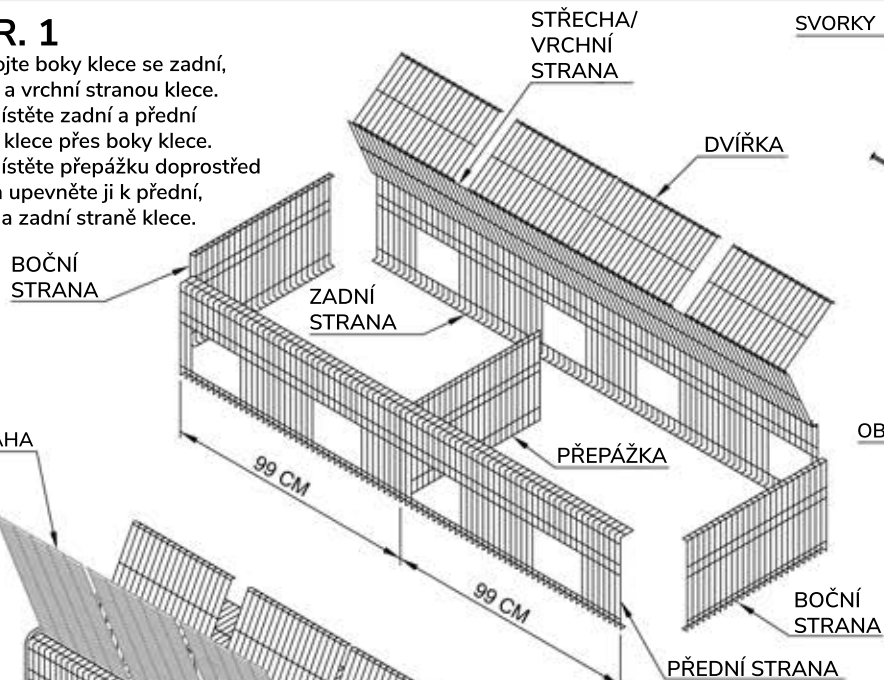 R. 1
ojte boky klece se zadní,
a vrchní stranou klece.
ístěte zadní a přední
klece přes boky klece.
ístěte přepážku doprostřed
a upevněte ji k přední,
a zadní straně klece.
STŘECHA/
VRCHNÍ
STRANA
SVORKY
DVÍŘKA
BOČNÍ
STRANA
ZADNÍ
STRANA
AHA
PŘEPÁŽKA
OB
99 CM
99 CM
BOČNÍ
STRANA
PŘEDNÍ STRANA